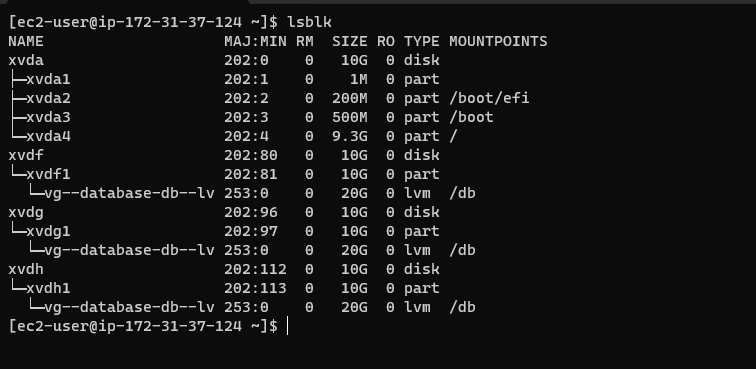 [ec2-user@ip-172-31-37-124 ~]$ lsblk
NAME                      MAJ:MIN RM  SIZE RO TYPE MOUNTPOINTS
xvda                      202:0    0   10G  0 disk
├─xvda1                   202:1    0    1M  0 part
├─xvda2                   202:2    0  200M  0 part /boot/efi
├─xvda3                   202:3    0  500M  0 part /boot
└─xvda4                   202:4    0  9.3G  0 part /
xvdf                      202:80   0   10G  0 disk
└─xvdf1                   202:81   0   10G  0 part
  └─vg--database-db--lv 253:0    0   20G  0 lvm  /db
xvdg                      202:96   0   10G  0 disk
└─xvdg1                   202:97   0   10G  0 part
  └─vg--database-db--lv 253:0    0   20G  0 lvm  /db
xvdh                      202:112  0   10G  0 disk
└─xvdh1                   202:113  0   10G  0 part
  └─vg--database-db--lv 253:0    0   20G  0 lvm  /db
[ec2-user@ip-172-31-37-124 ~]$